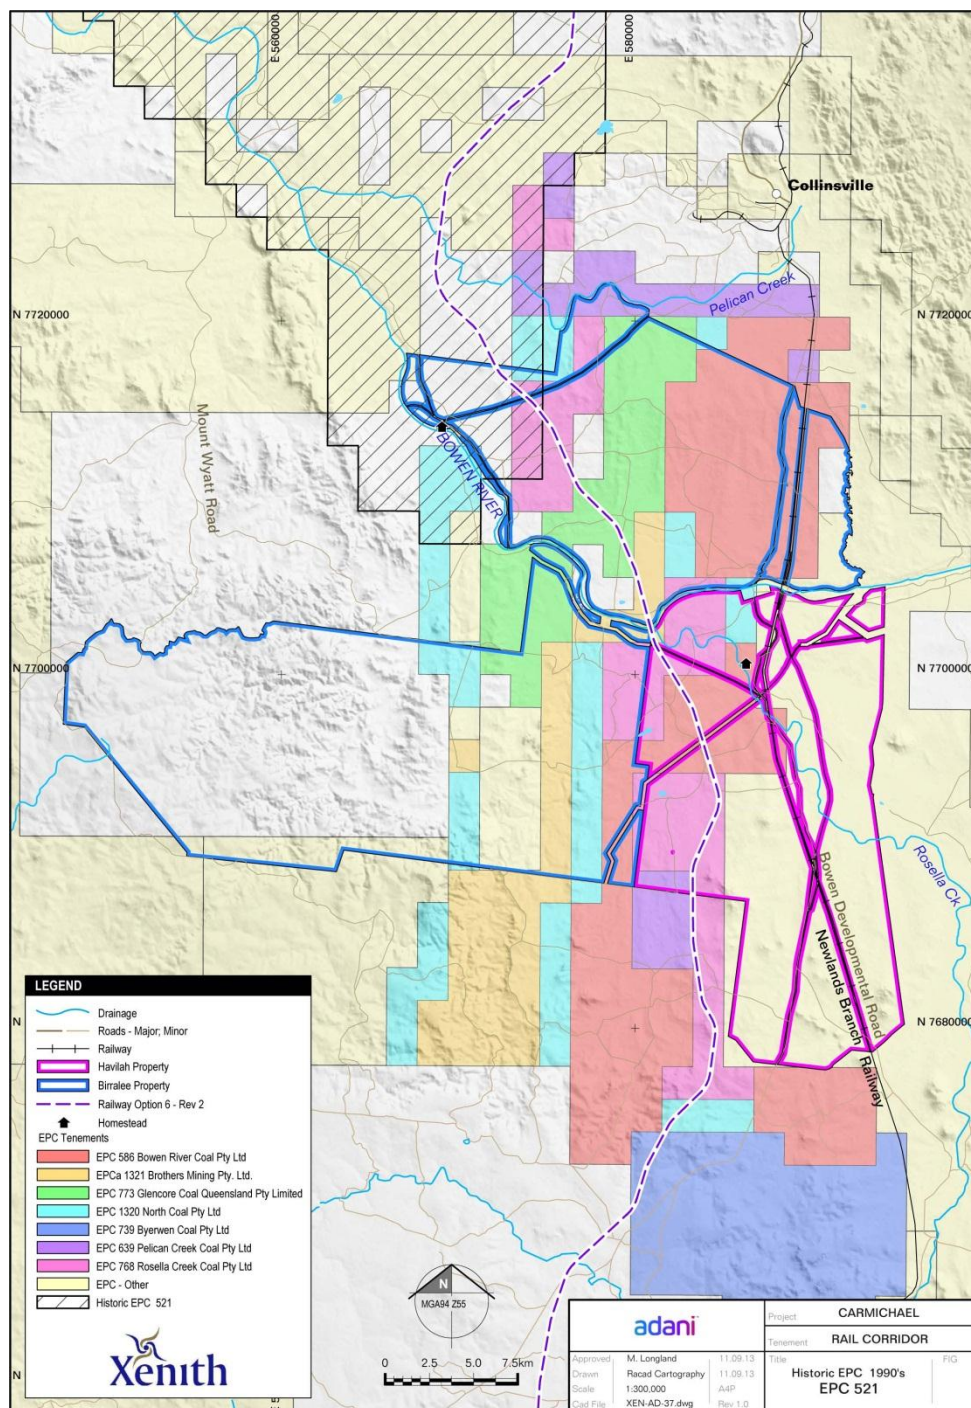 E 560000
E 580000
Collinsville
Pelican Creek
N 7720000
N 7720000
Mount Wyatt Road
BOWEN RIVER
N 7700000
N 7700000
Rosella Ck
Bowen Developmental Road
Newlands Branch Railway
N
7680000
LEGEND
Drainage
Roads - Major; Minor
Railway
Havilah Property
Birralee Property
Railway Option 6 - Rev 2
Homestead
EPC Tenements
EPC 586 Bowen River Coal Pty Ltd
EPCa 1321 Brothers Mining Pty. Ltd.
EPC 773 Glencore Coal Queensland Pty Limited
EPC 1320 North Coal Pty Ltd
EPC 739 Byerwen Coal Pty Ltd
EPC 639 Pelican Creek Coal Pty Ltd
EPC 768 Rosella Creek Coal Pty Ltd
EPC - Other
Historic EPC 521
Xenith
N
N
MGA94 Z55
0 2.5 5.0 7.5km
adani
Project CARMICHAEL
Tenement RAIL CORRIDOR
Approved M. Longland 11.09.13
Drawn Racad Cartography 11.09.13
Scale 1:300,000 A4P
Cad File XEN-AD-37.dwg Rev 1.0
Title FIG
Historic EPC 1990's
EPC 521